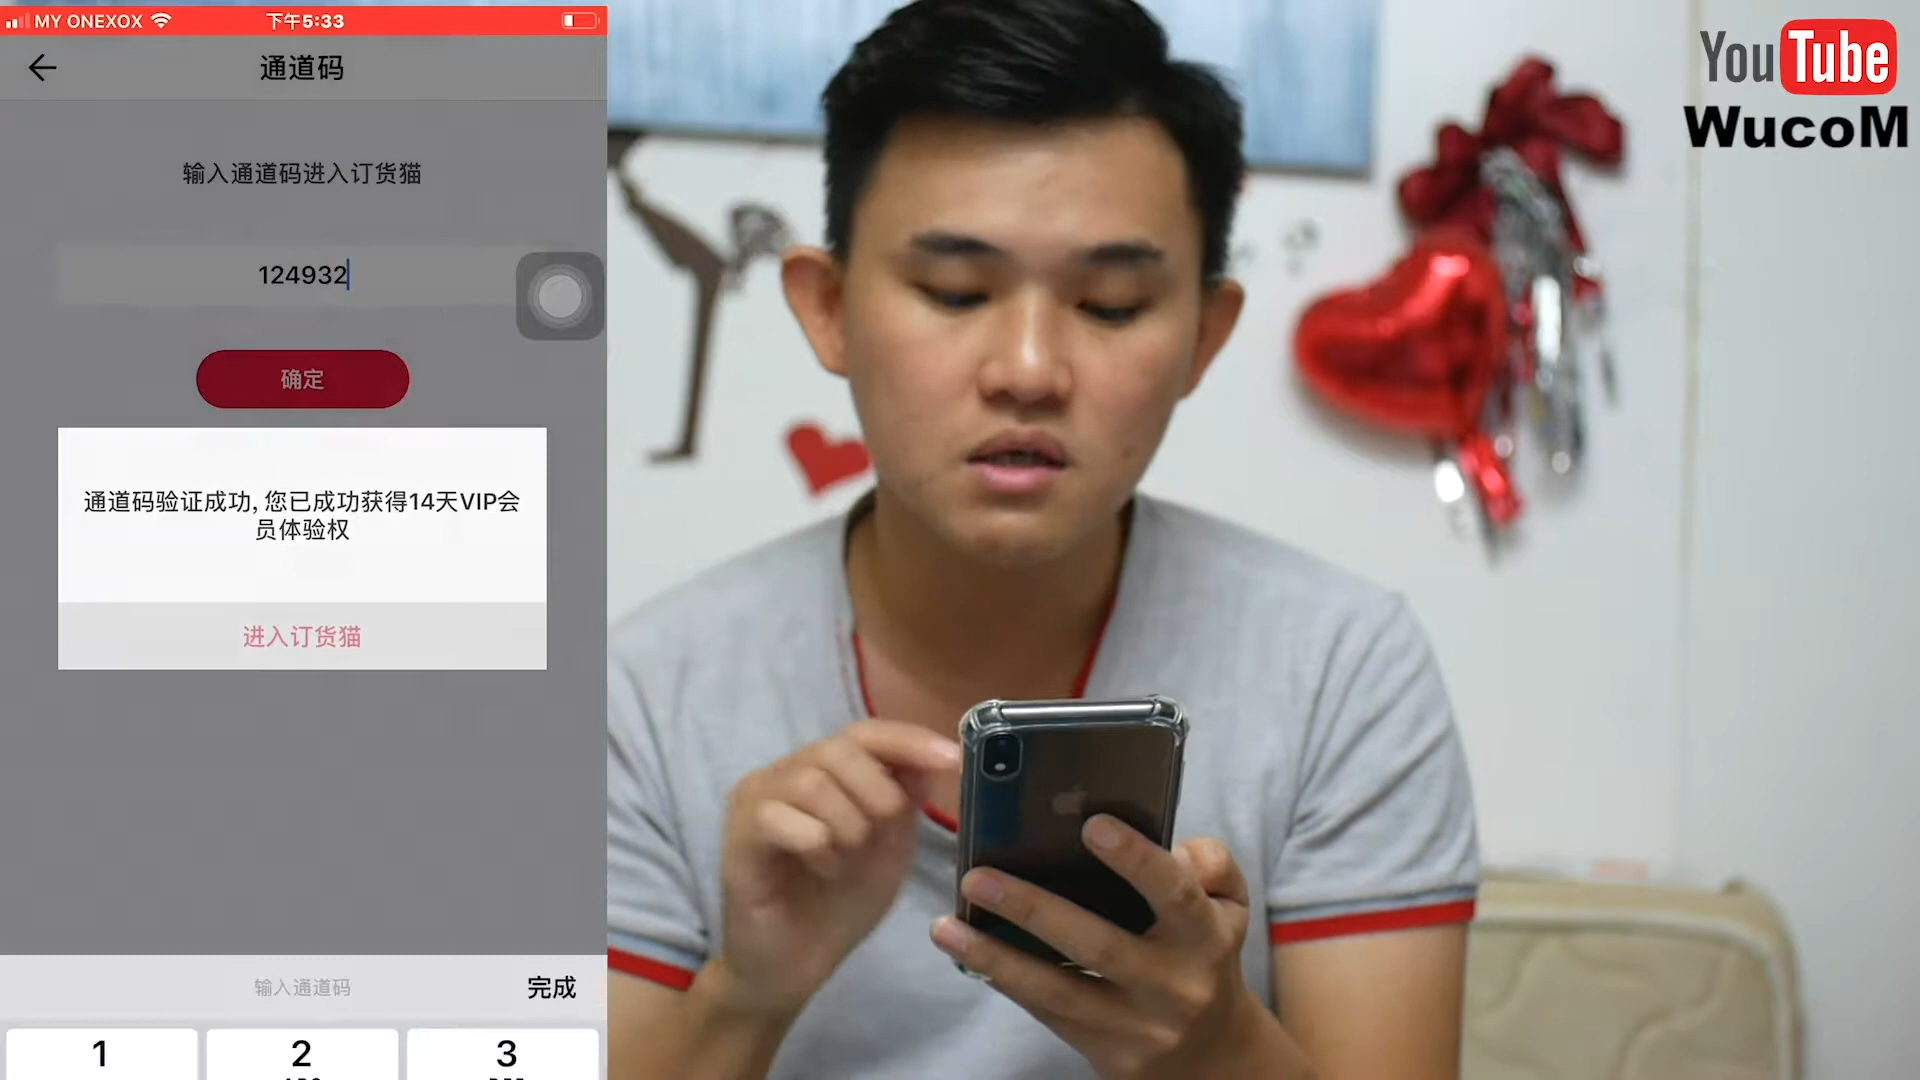 MY ONEXOX
下午5:33
通道码
输入通道码进入订货猫
124932
确定
通道码验证成功, 您已成功获得14天VIP会
员体验权
进入订货猫
输入通道码
完成
1
2
3
YouTube
WucoM